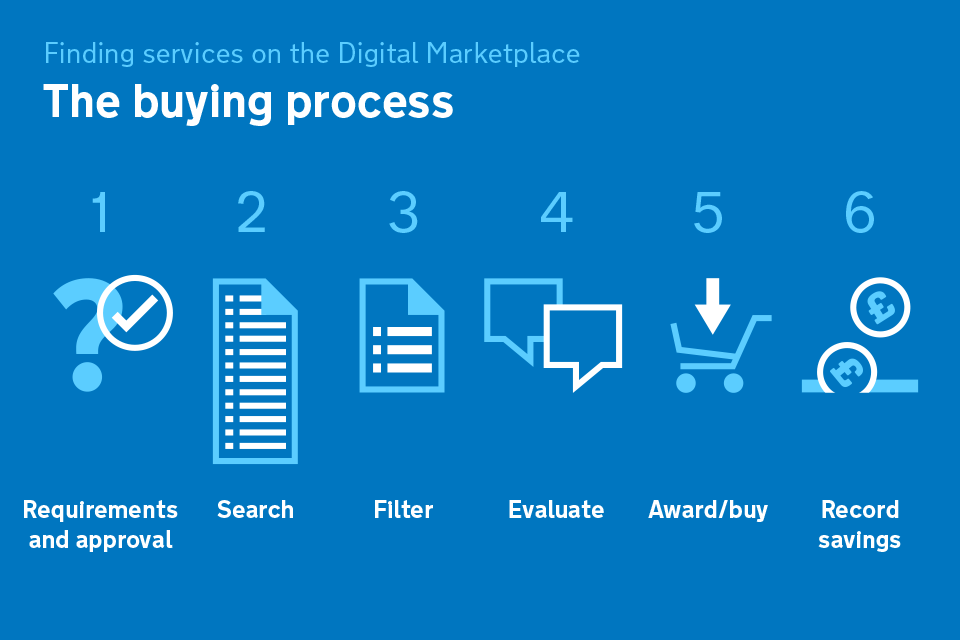 Finding services on the Digital Marketplace
The buying process
1 2 3 4 5 6
£
£
Requirements and approval
Search
Filter
Evaluate
Award/buy
Record savings